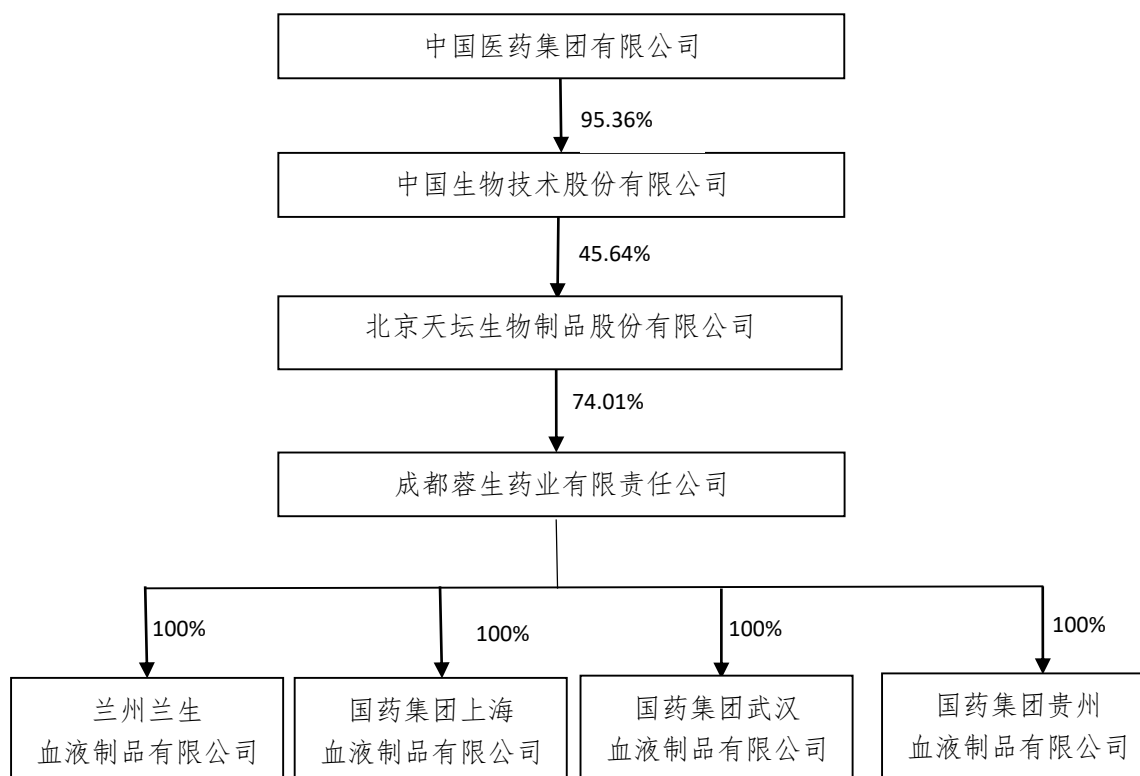 中国医药集团有限公司
95.36%
中国生物技术股份有限公司
45.64%
北京天坛生物制品股份有限公司
74.01%
成都蓉生药业有限责任公司
100%
100%
100%
100%
兰州兰生
血液制品有限公司
国药集团上海
血液制品有限公司
国药集团武汉
血液制品有限公司
国药集团贵州
血液制品有限公司